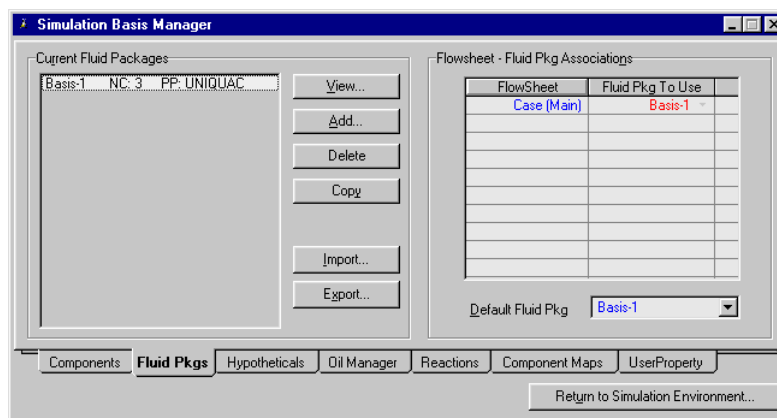 Simulation Basis Manager
Current Fluid Packages
Basis-1 NC: 3 PP: UNIQUAC
View...
Add...
Delete
Copy
Import...
Export...
Flowsheet - Fluid Pkg Associations
FlowSheet Fluid Pkg To Use
Case (Main) Basis-1
Default Fluid Pkg Basis-1
Components Fluid Pkgs Hypotheticals Oil Manager Reactions Component Maps UserProperty
Return to Simulation Environment...